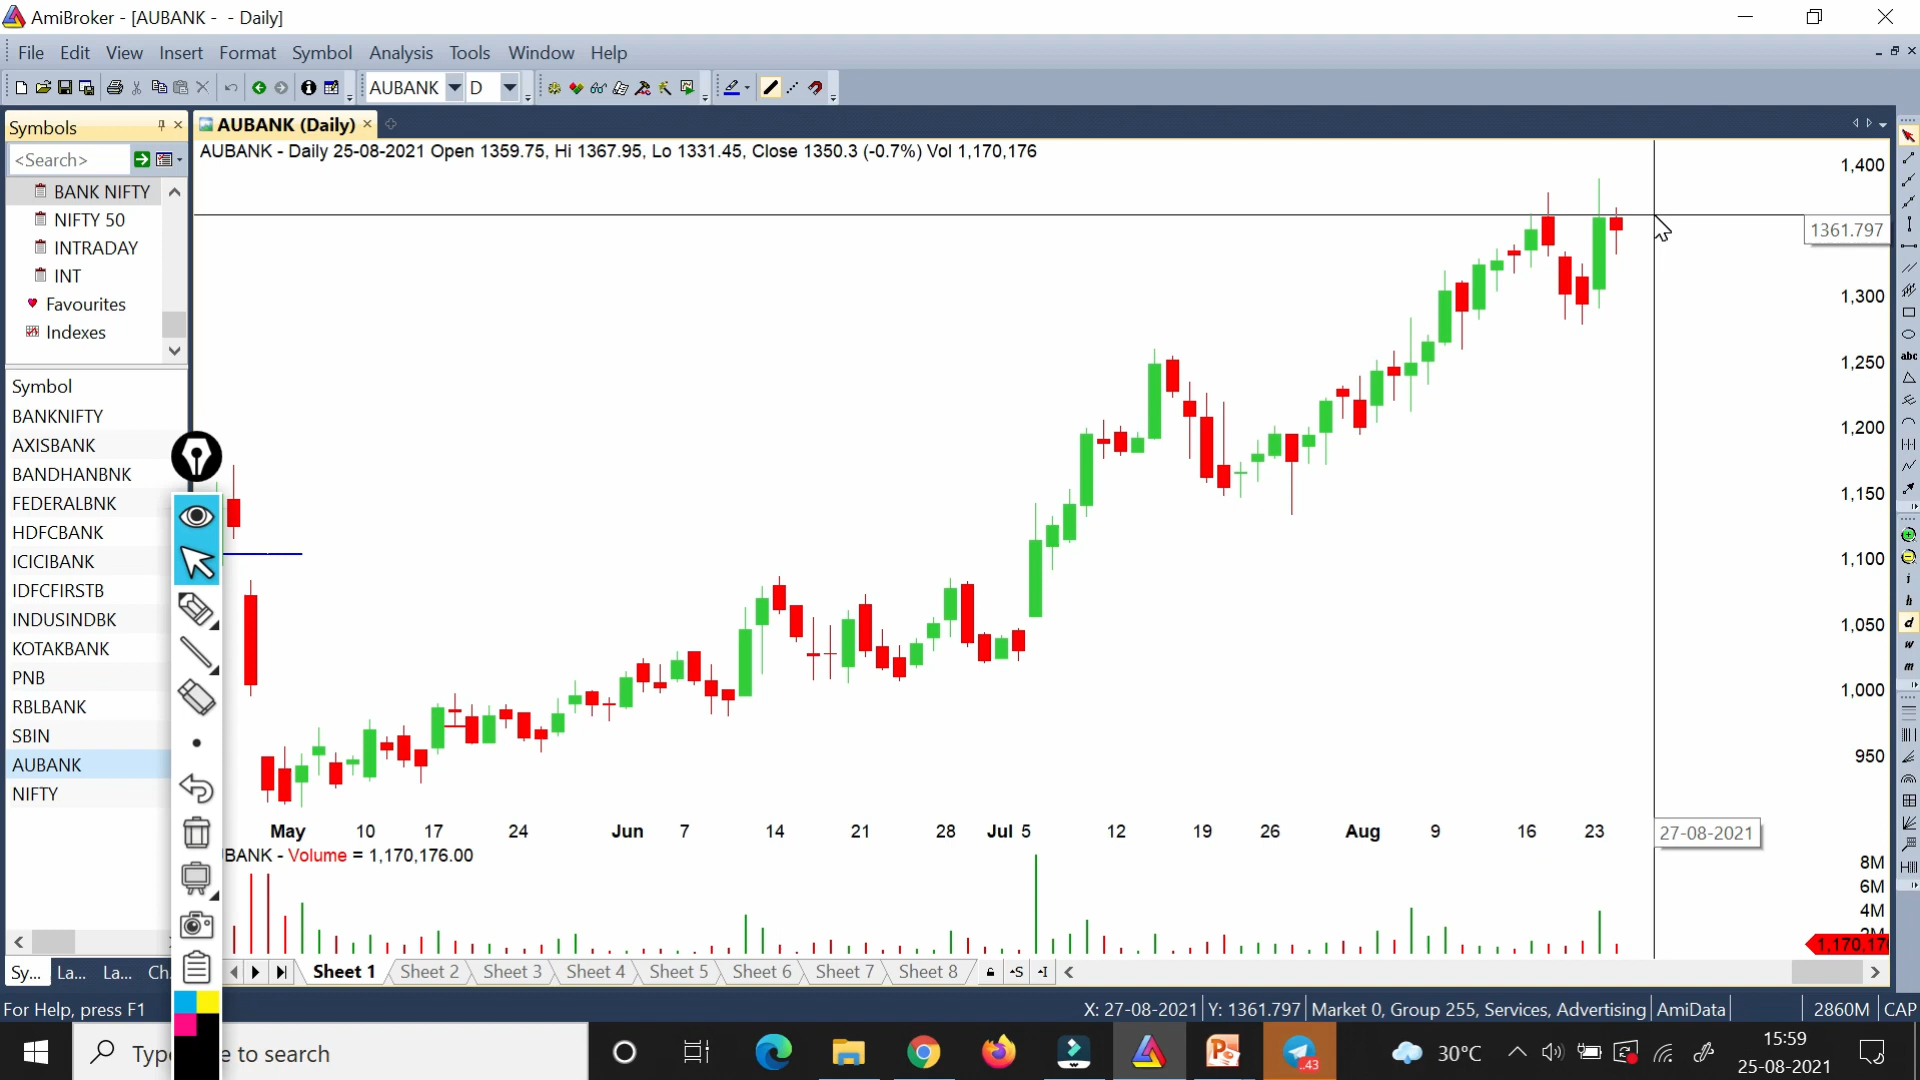 AmiBroker - [AUBANK - - Daily]
File Edit View Insert Format Symbol Analysis Tools Window Help
AUBANK D
Symbols
AUBANK (Daily)
<Search>
AUBANK - Daily 25-08-2021 Open 1359.75, Hi 1367.95, Lo 1331.45, Close 1350.3 (-0.7%) Vol 1,170,176
BANK NIFTY
NIFTY 50
INTRADAY
INT
Favourites
Indexes
Symbol
BANKNIFTY
AXISBANK
BANDHANBNK
FEDERALBNK
HDFCBANK
ICICIBANK
IDFCFIRSTB
INDUSINDBK
KOTAKBANK
PNB
RBLBANK
SBIN
AUBANK
NIFTY
1,400
1361.797
1,300
1,250
1,200
1,150
1,100
1,050
1,000
950
abc
i
h
d
w
m
May 10 17 24 Jun 7 14 21 28 Jul 5 12 19 26 Aug 9 16 23
27-08-2021
BANK - Volume = 1,170,176.00
8M
6M
4M
2M
1,170,17
Sy... La... La... Ch
Sheet 1 Sheet 2 Sheet 3 Sheet 4 Sheet 5 Sheet 6 Sheet 7 Sheet 8
For Help, press F1
X: 27-08-2021 Y: 1361.797 Market 0, Group 255, Services, Advertising AmiData 2860M CAP
Typ e to search
43
30°C
15:59
25-08-2021